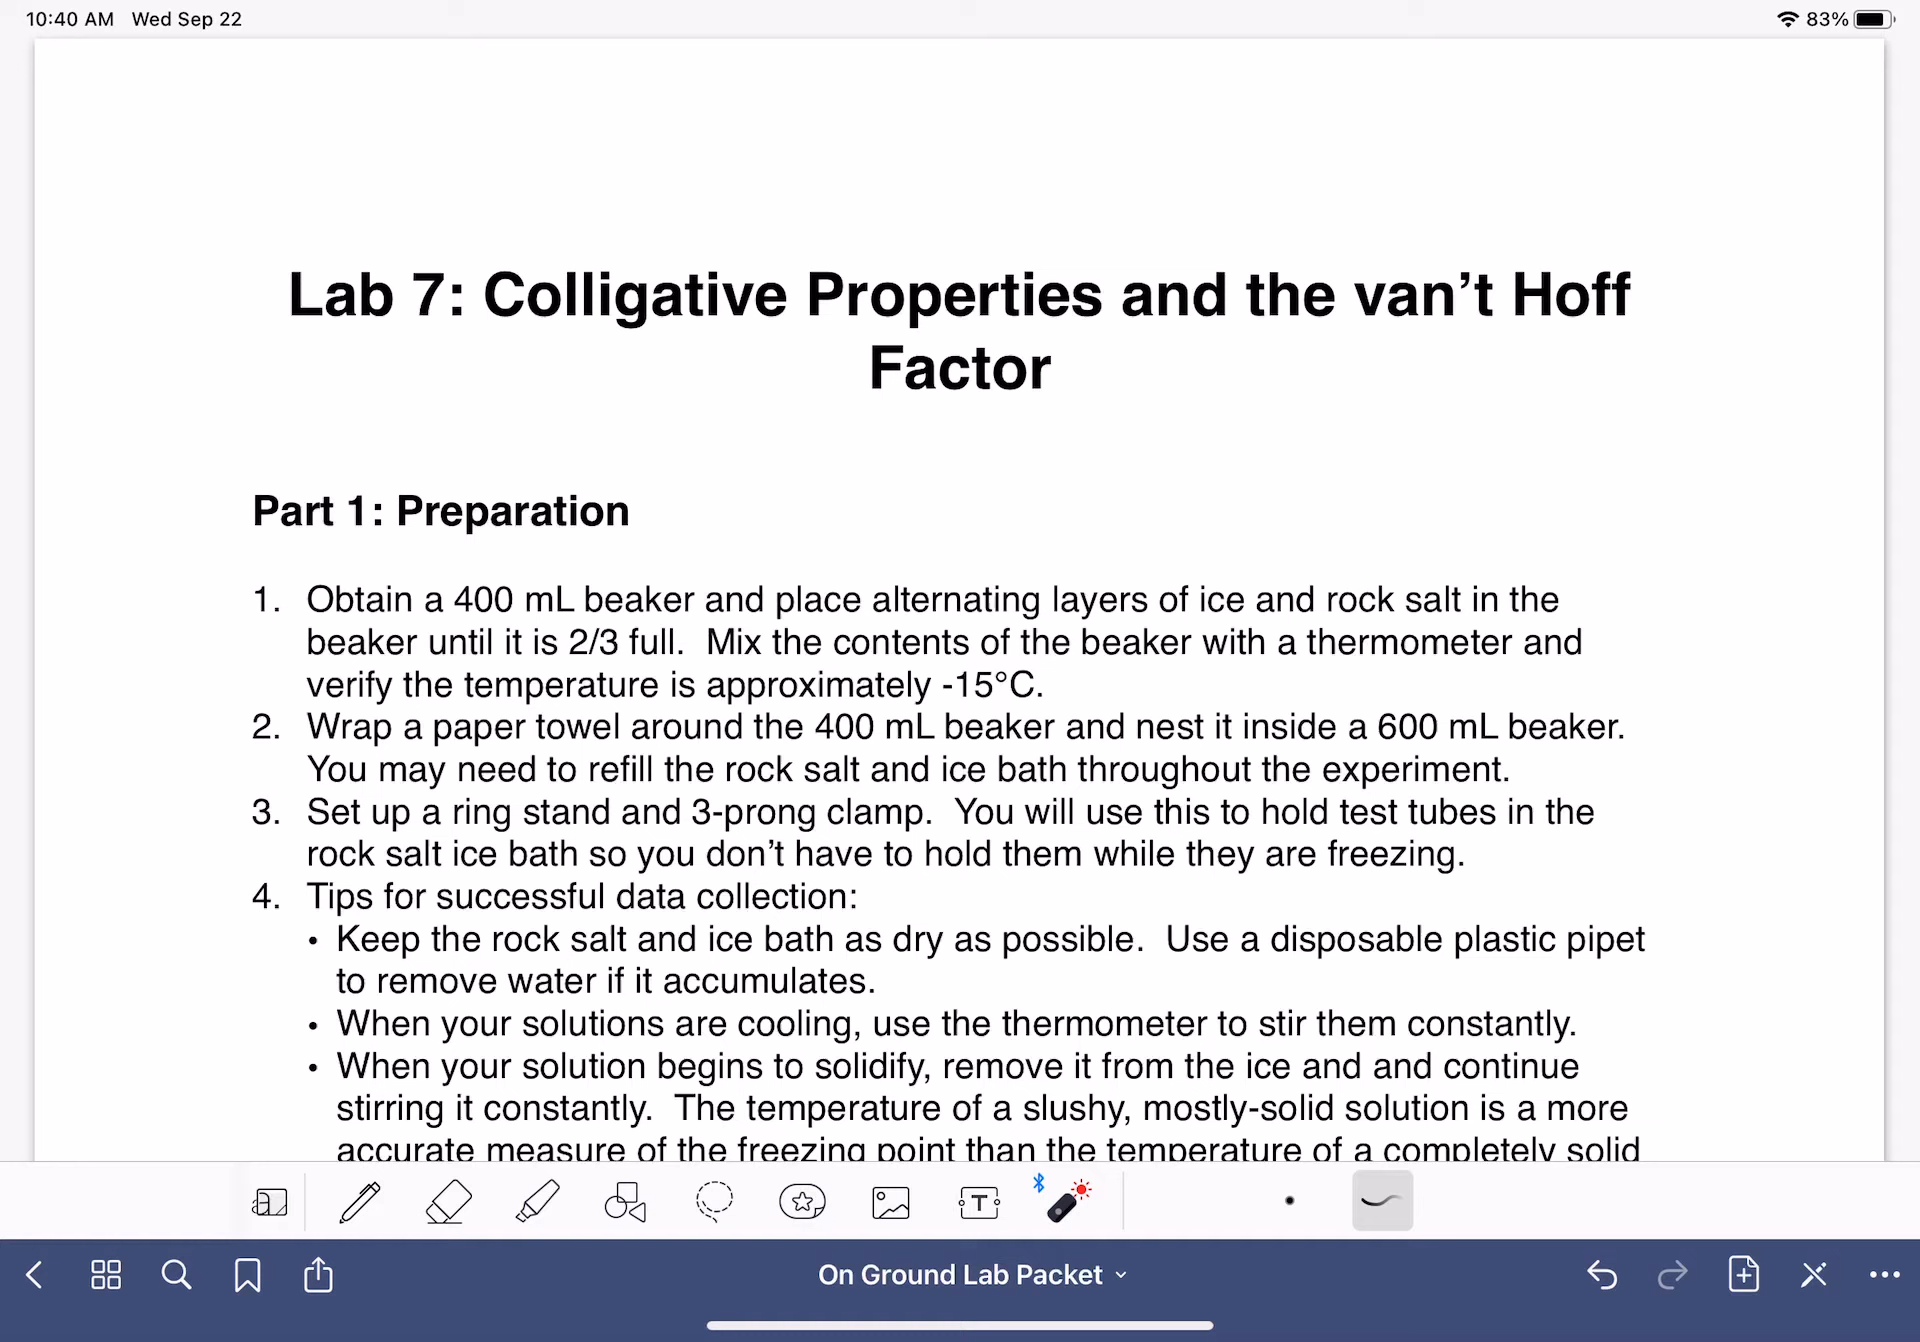 10:40 AM Wed Sep 22
83%
Lab 7: Colligative Properties and the van’t Hoff
Factor
Part 1: Preparation
1. Obtain a 400 mL beaker and place alternating layers of ice and rock salt in the
beaker until it is 2/3 full. Mix the contents of the beaker with a thermometer and
verify the temperature is approximately -15°C.
2. Wrap a paper towel around the 400 mL beaker and nest it inside a 600 mL beaker.
You may need to refill the rock salt and ice bath throughout the experiment.
3. Set up a ring stand and 3-prong clamp. You will use this to hold test tubes in the
rock salt ice bath so you don’t have to hold them while they are freezing.
4. Tips for successful data collection:
• Keep the rock salt and ice bath as dry as possible. Use a disposable plastic pipet
to remove water if it accumulates.
• When your solutions are cooling, use the thermometer to stir them constantly.
• When your solution begins to solidify, remove it from the ice and and continue
stirring it constantly. The temperature of a slushy, mostly-solid solution is a more
accurate measure of the freezing point than the temperature of a completely solid
On Ground Lab Packet